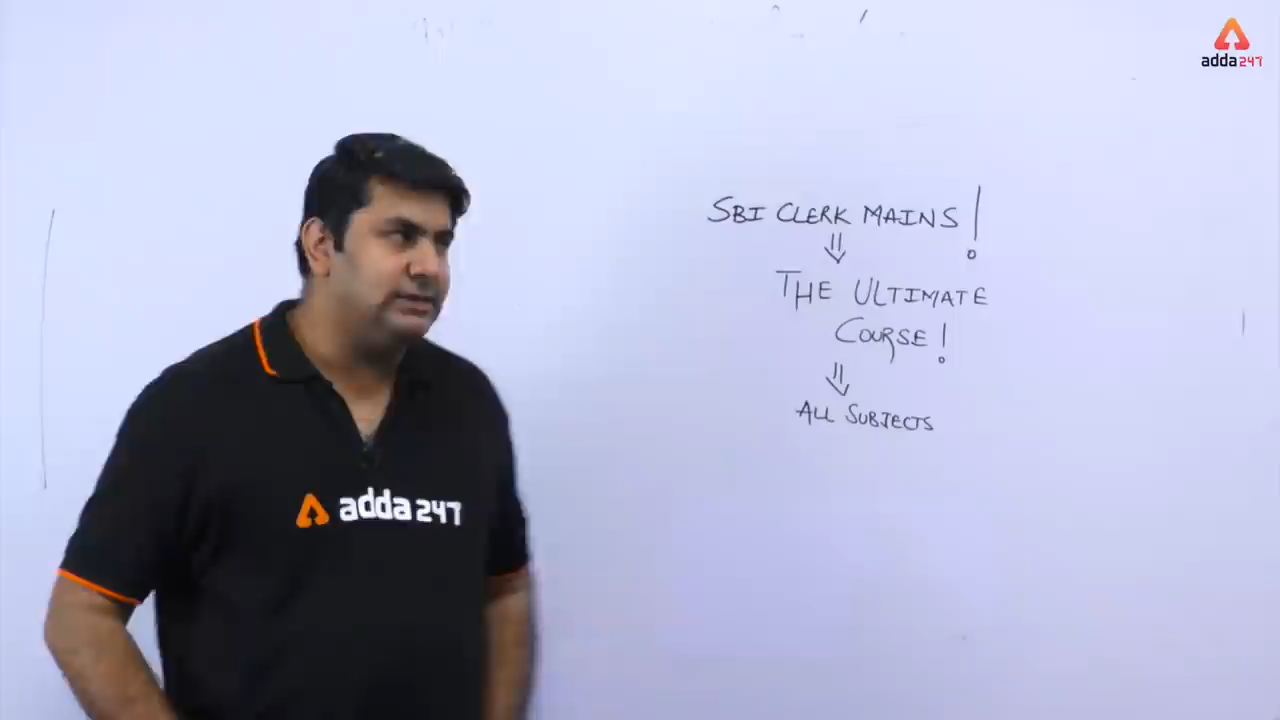 adda247
SBI CLERK MAINS!
⇓
THE ULTIMATE
COURSE!
⇓
ALL SUBJECTS
adda247